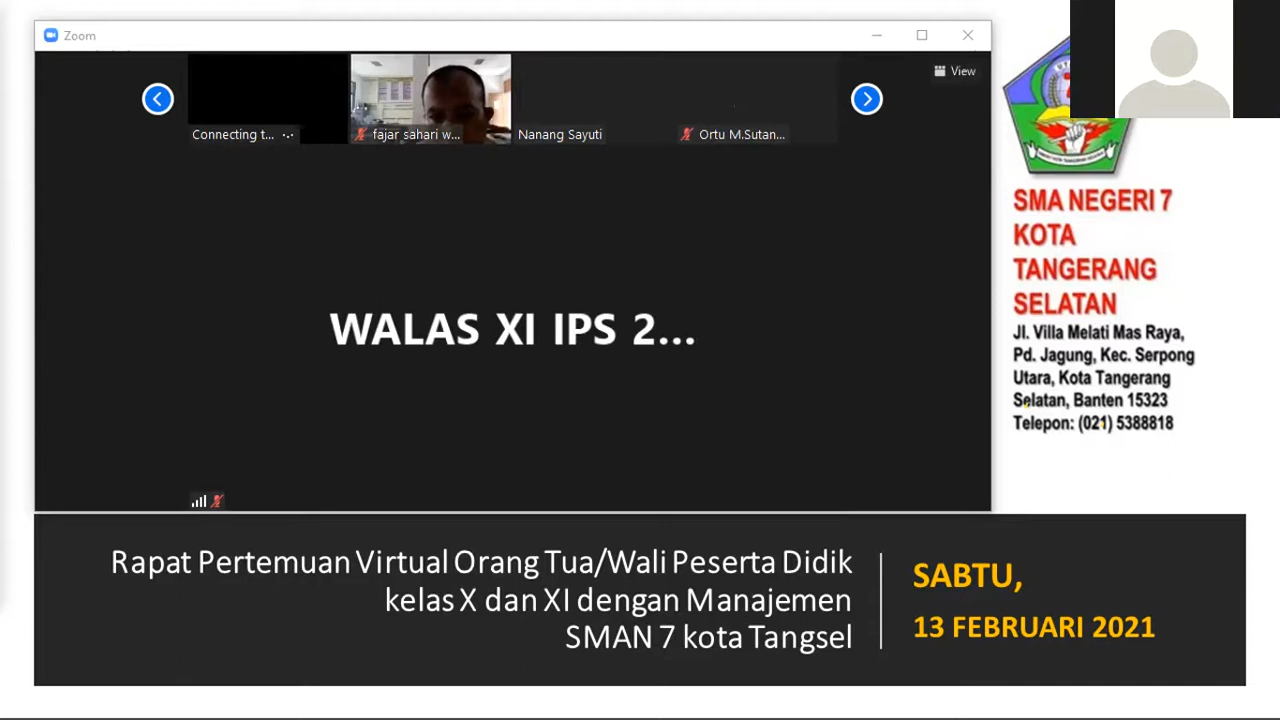 Zoom
View
Connecting t...
fajar sahari w...
Nanang Sayuti
Ortu M.Sutan...
WALAS XI IPS 2...
SMA NEGERI 7
KOTA
TANGERANG
SELATAN
Jl. Villa Melati Mas Raya,
Pd. Jagung, Kec. Serpong
Utara, Kota Tangerang
Selatan, Banten 15323
Telepon: (021) 5388818
Rapat Pertemuan Virtual Orang Tua/Wali Peserta Didik
kelas X dan XI dengan Manajemen
SMAN 7 kota Tangsel
SABTU,
13 FEBRUARI 2021